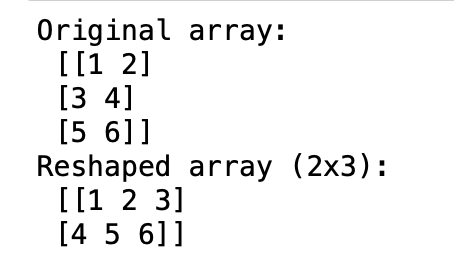 Original array:
[[1 2]
[3 4]
[5 6]]
Reshaped array (2x3):
[[1 2 3]
[4 5 6]]